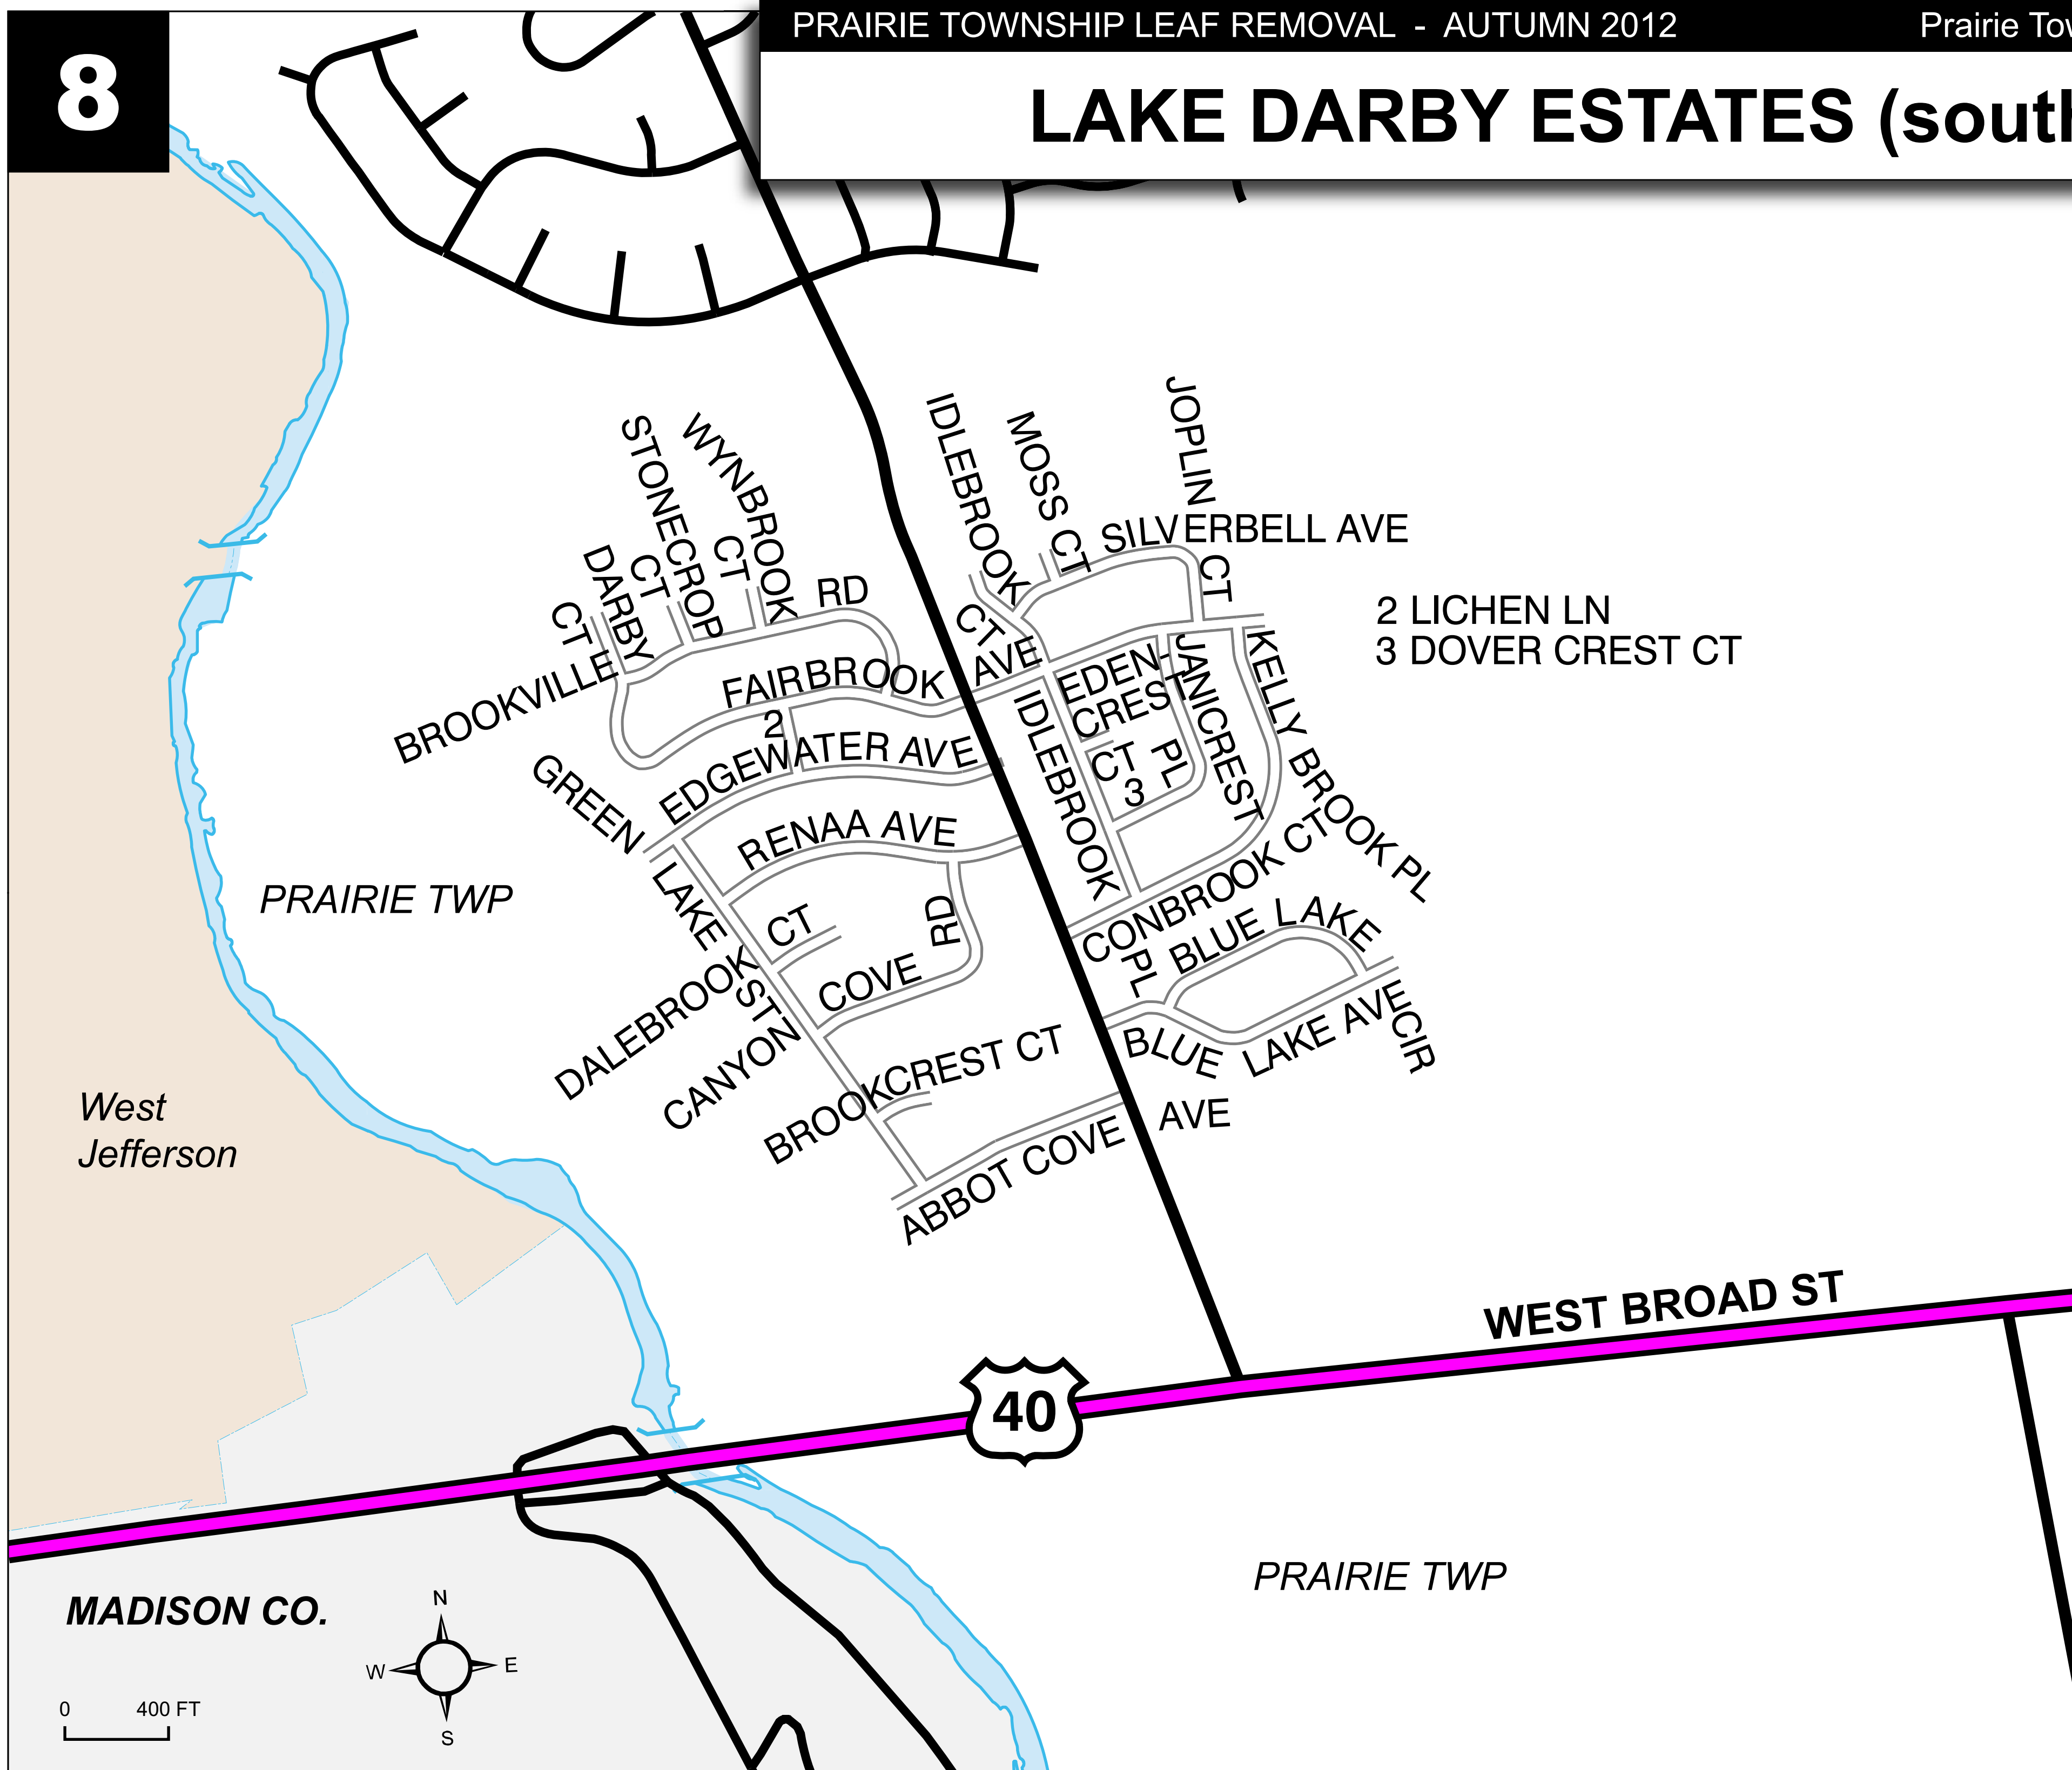 8
PRAIRIE TOWNSHIP LEAF REMOVAL - AUTUMN 2012
Prairie
LAKE DARBY ESTATES
IDLEBROOK CT
MOSS CT
JOPLIN CT
SILVERBELL AVE
STONECROP CT
WYNBROOK CT
DARBY CT
BROOKVILLE RD
FAIRBROOK AVE
2
2 LICHEN LN
3 DOVER CREST CT
EDEN-
CREST
CT
3
PL
JANICREST
KELLY BROOK PL
IDLEBROOK PL
EDGEWATER AVE
GREEN LAKE ST
RENAA AVE
CONBROOK CT
DALEBROOK CT
CANYON COVE RD
BLUE LAKE CIR
BLUE LAKE AVE
BROOKCREST CT
ABBOT COVE AVE
PRAIRIE TWP
West
Jefferson
WEST BROAD ST
40
PRAIRIE TWP
MADISON CO.
N
W
E
S
0 400 FT